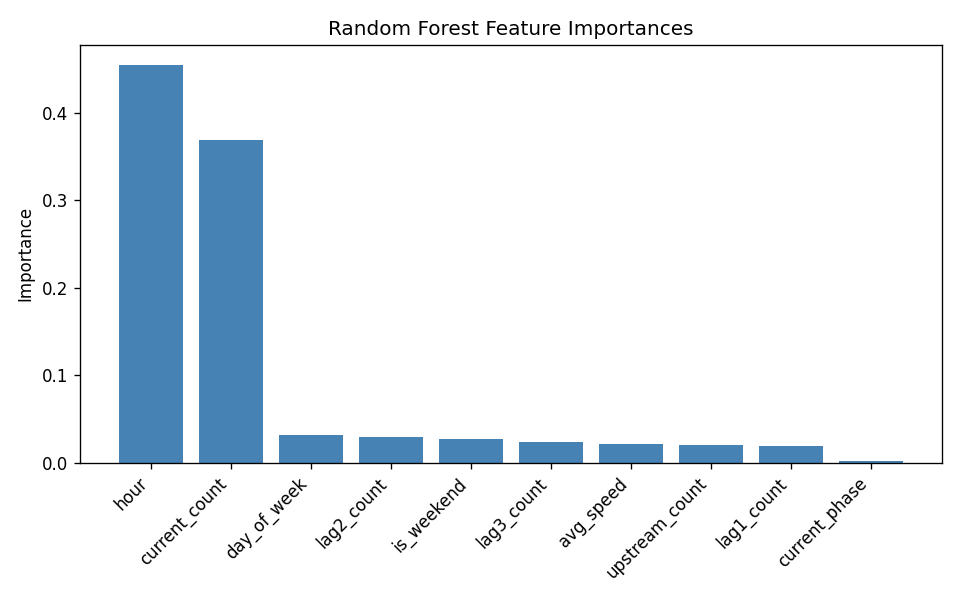 Random Forest Feature Importances
Importance
0.4
0.3
0.2
0.1
0.0
hour
current_count
day_of_week
lag2_count
is_weekend
lag3_count
avg_speed
upstream_count
lag1_count
current_phase